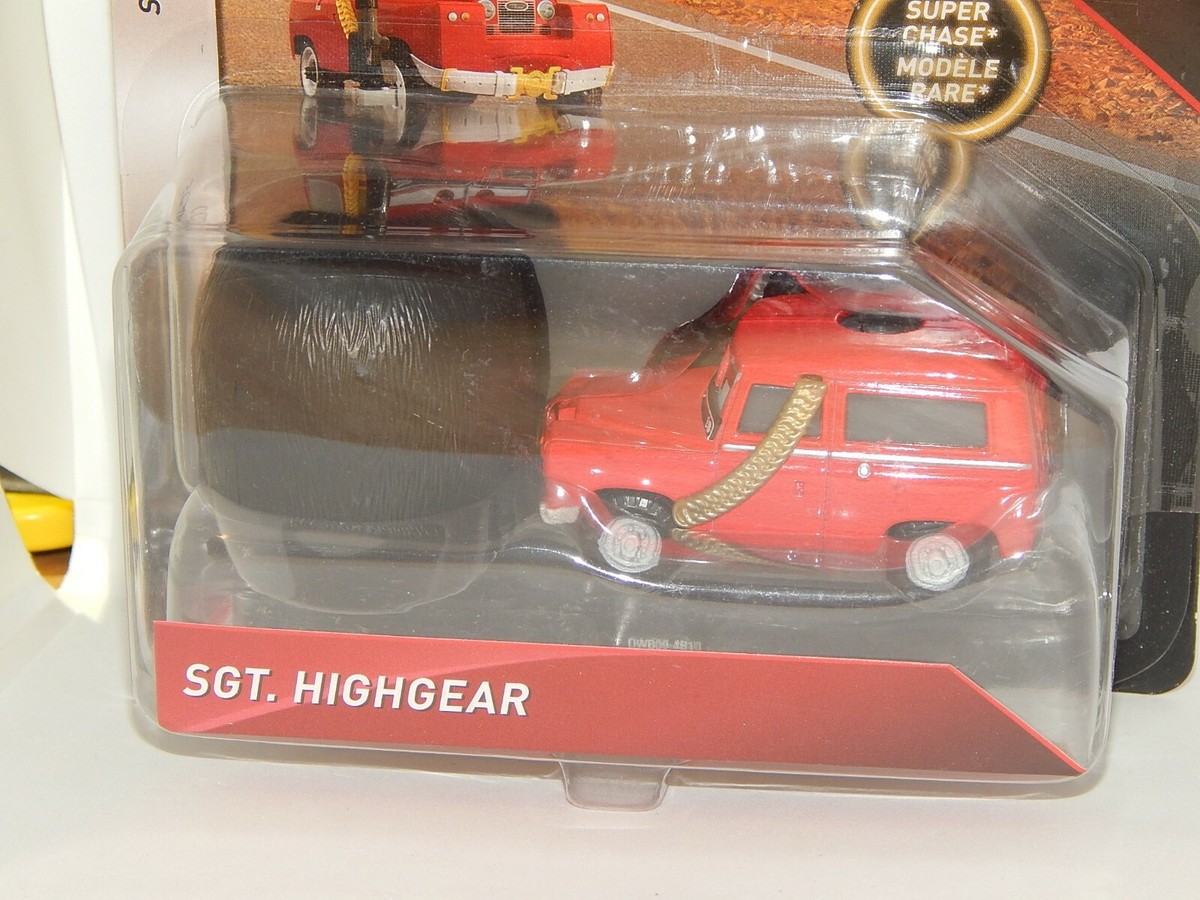 SUPER
CHASE*
MODÈLE
RARE*
SGT. HIGHGEAR